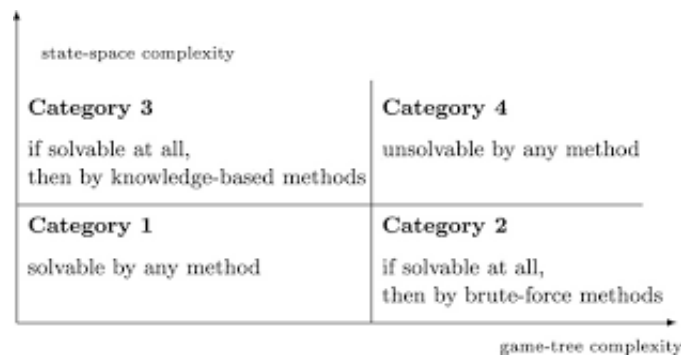 state-space complexity
Category 3
if solvable at all,
then by knowledge-based methods
Category 4
unsolvable by any method
Category 1
solvable by any method
Category 2
if solvable at all,
then by brute-force methods
game-tree complexity